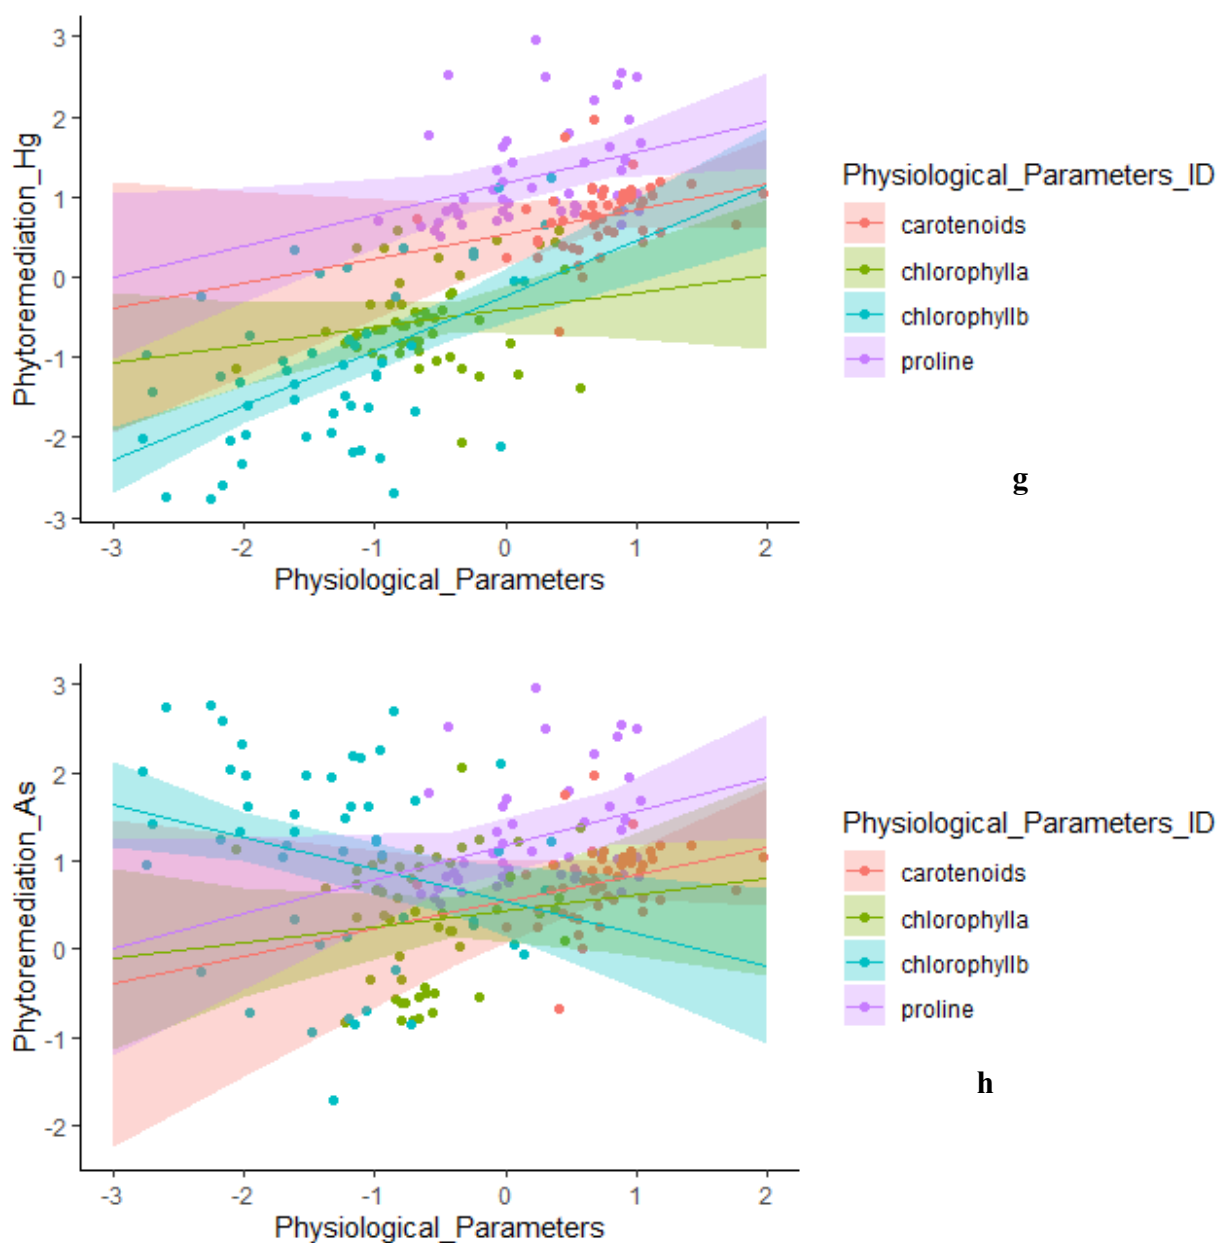 3
2
1
0
-1
-2
-3
Phytoremediation_Hg
-3 -2 -1 0 1 2
Physiological_Parameters
Physiological_Parameters_ID
carotenoids
chlorophylla
chlorophyllb
proline
g
3
2
1
0
-1
-2
Phytoremediation_As
-3 -2 -1 0 1 2
Physiological_Parameters
Physiological_Parameters_ID
carotenoids
chlorophylla
chlorophyllb
proline
h